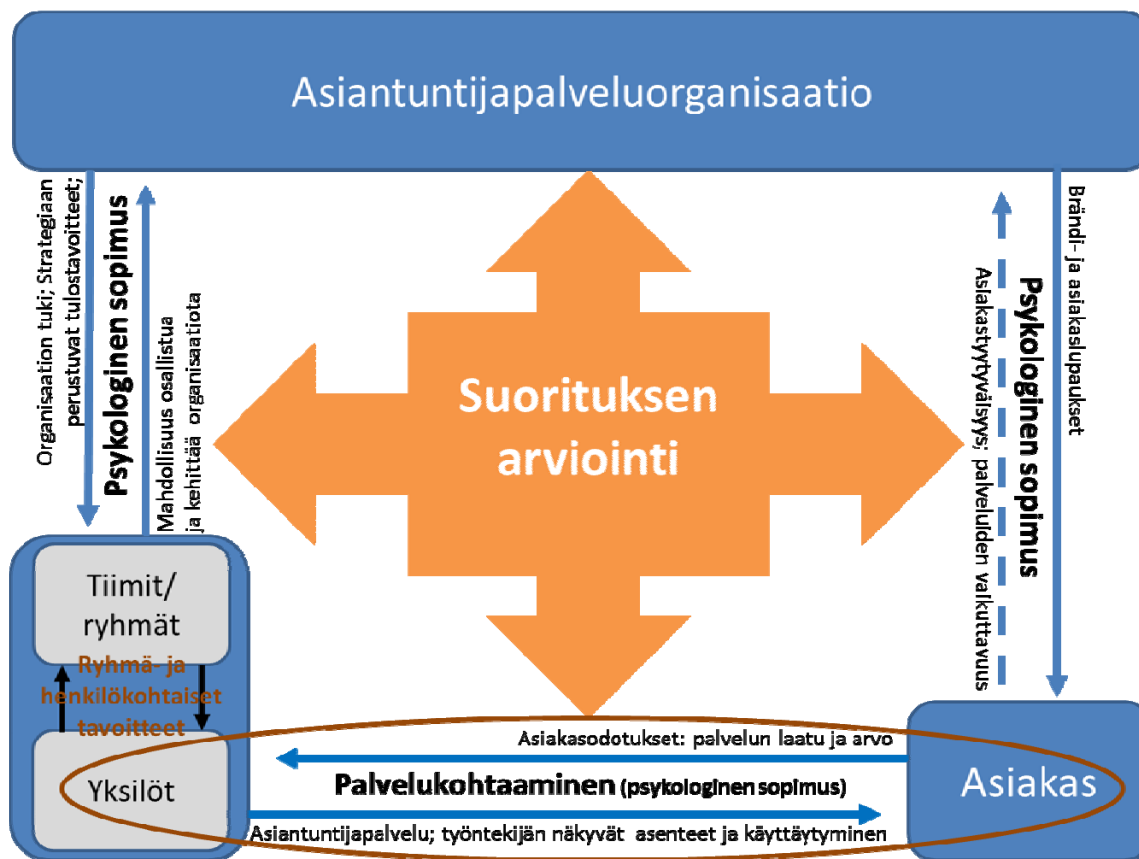 Asiantuntijapalveluorganisaatio
Organisaation tuki; Strategiaan
perustuvat tulostavoitteet;
Psykologinen sopimus
Mahdollisuus osallistua
ja kehittää organisaatiota
Suorituksen
arviointi
Asiakastyytyväisyys; palveluiden vaikuttavuus
Psykologinen sopimus
Brändi- ja asiakaslupaukset
Tiimit/
ryhmät
Ryhmä- ja
henkilökohtaiset
tavoitteet
Yksilöt
Asiakasodotukset: palvelun laatu ja arvo
Palvelukohtaaminen (psykologinen sopimus)
Asiantuntijapalvelu; työntekijän näkyvät asenteet ja käyttäytyminen
Asiakas